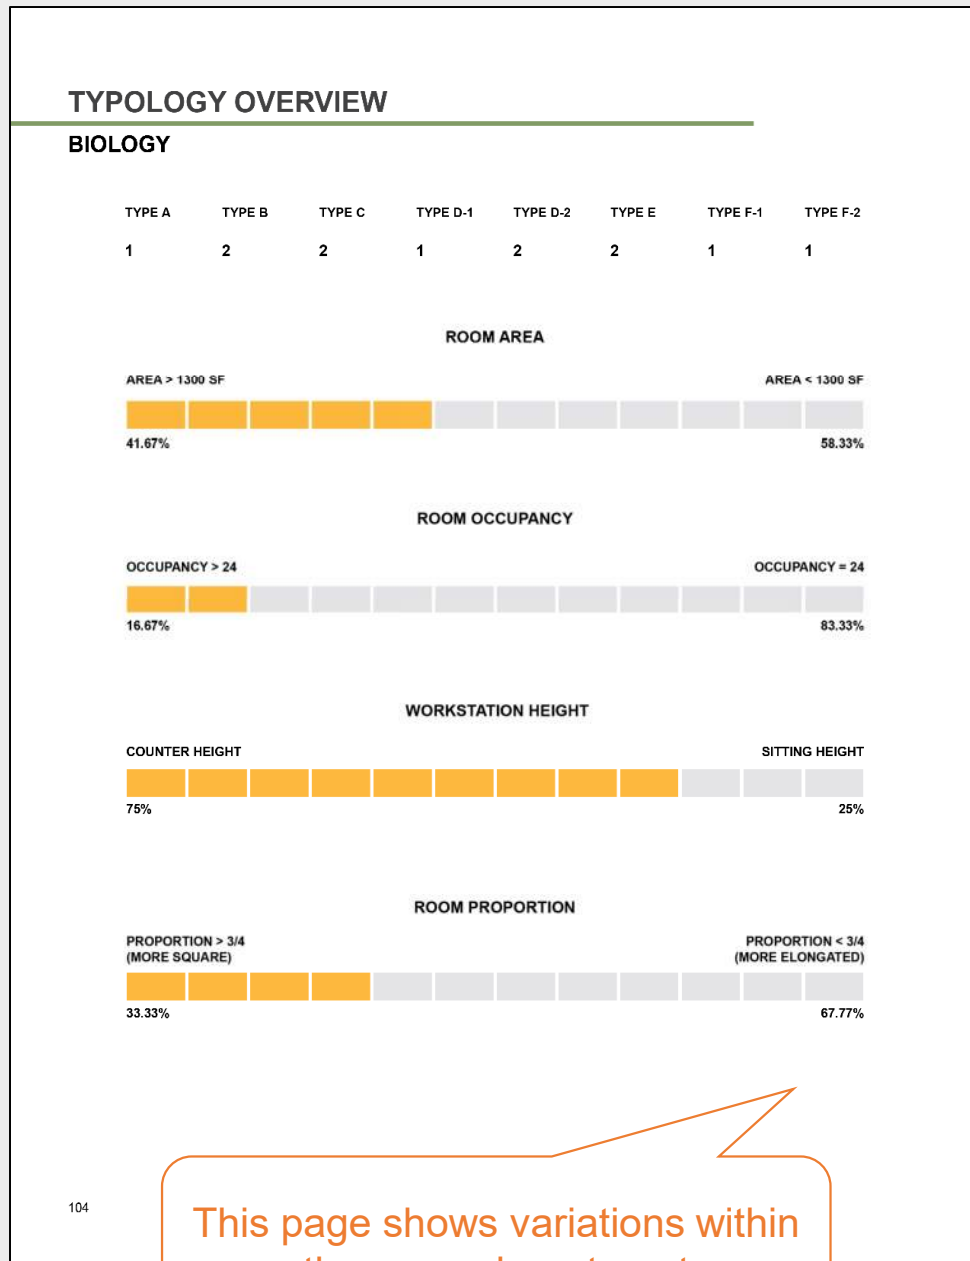 TYPOLOGY OVERVIEW
BIOLOGY
TYPE A TYPE B TYPE C TYPE D-1 TYPE D-2 TYPE E TYPE F-1 TYPE F-2
1 2 2 1 2 2 1 1
ROOM AREA
AREA > 1300 SF AREA < 1300 SF
41.67% 58.33%
ROOM OCCUPANCY
OCCUPANCY > 24 OCCUPANCY = 24
16.67% 83.33%
WORKSTATION HEIGHT
COUNTER HEIGHT SITTING HEIGHT
75% 25%
ROOM PROPORTION
PROPORTION > 3/4 PROPORTION < 3/4
(MORE SQUARE) (MORE ELONGATED)
33.33% 67.77%
104
This page shows variations within